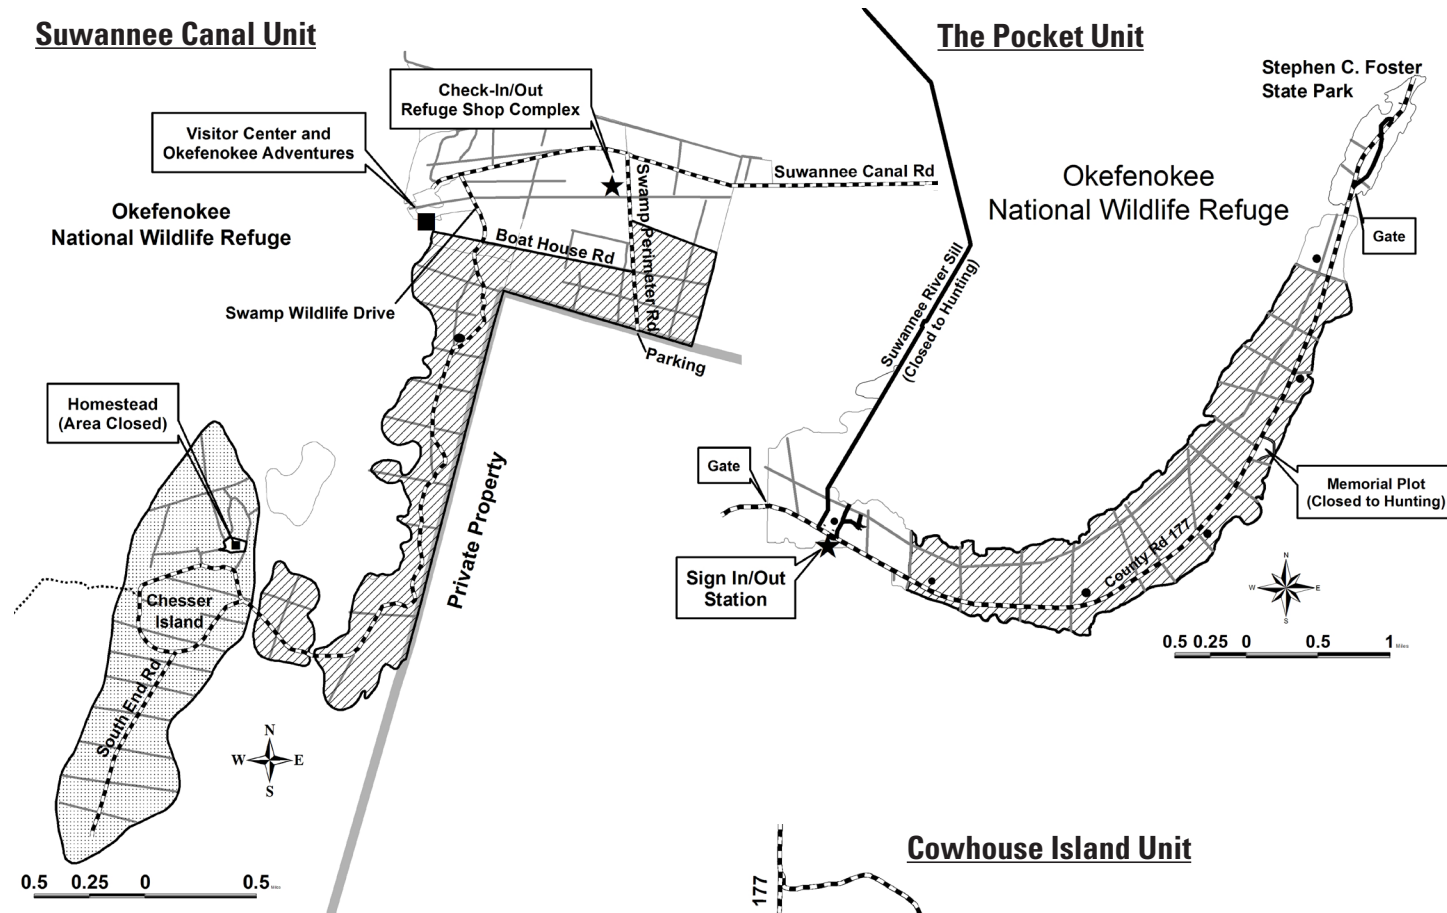 Suwannee Canal Unit
Check-In/Out
Refuge Shop Complex
Visitor Center and
Okefenokee Adventures
Suwannee Canal Rd
Okefenokee
National Wildlife Refuge
Swamp Perimeter Rd
Boat House Rd
Swamp Wildlife Drive
Parking
Homestead
(Area Closed)
Private Property
Chesser
Island
South End Rd
N
W
E
S
0.5 0.25 0 0.5
Miles
The Pocket Unit
Stephen C. Foster
State Park
Okefenokee
National Wildlife Refuge
Gate
Suwannee River Sill
(Closed to Hunting)
Gate
Memorial Plot
(Closed to Hunting)
County Rd 177
Sign In/Out
Station
N
W
E
S
0.5 0.25 0 0.5 1
Miles
Cowhouse Island Unit
177